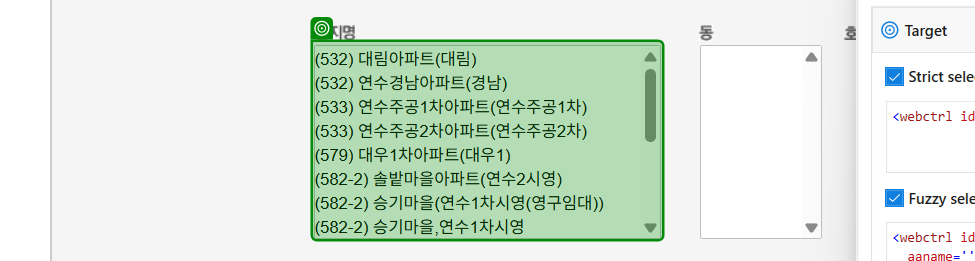 지명 동 호
(532) 대림아파트(대림)
(532) 연수경남아파트(경남)
(533) 연수주공1차아파트(연수주공1차)
(533) 연수주공2차아파트(연수주공2차)
(579) 대우1차아파트(대우1)
(582-2) 솔밭마을아파트(연수2시영)
(582-2) 승기마을(연수1차시영(영구임대))
(582-2) 승기마을,연수1차시영
Target
Strict selec
<webctrl id
Fuzzy sele
<webctrl id
aaname=''